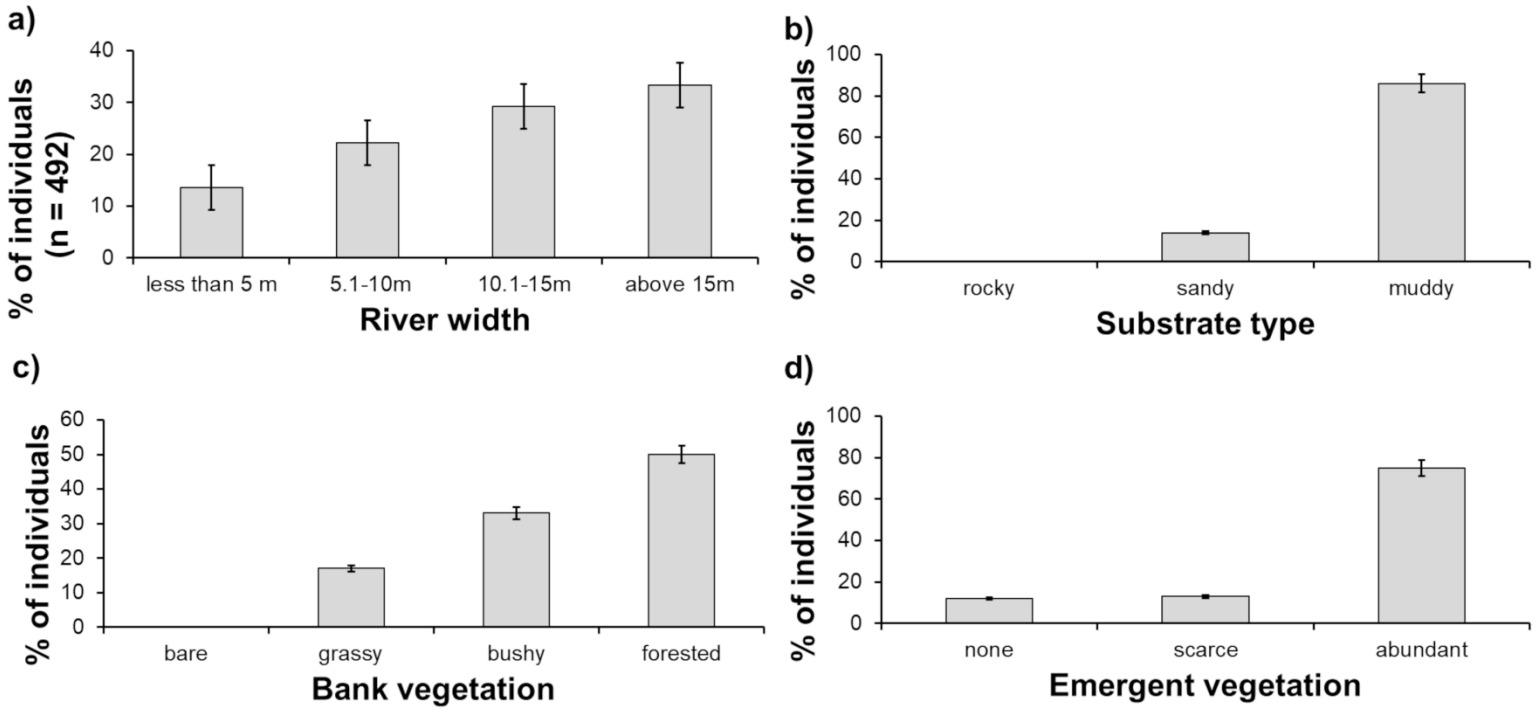 a)
% of individuals
(n = 492)
40
30
20
10
0
less than 5 m 5.1-10m 10.1-15m above 15m
River width
b)
% of individuals
100
80
60
40
20
0
rocky sandy muddy
Substrate type
c)
% of individuals
60
50
40
30
20
10
0
bare grassy bushy forested
Bank vegetation
d)
% of individuals
100
80
60
40
20
0
none scarce abundant
Emergent vegetation